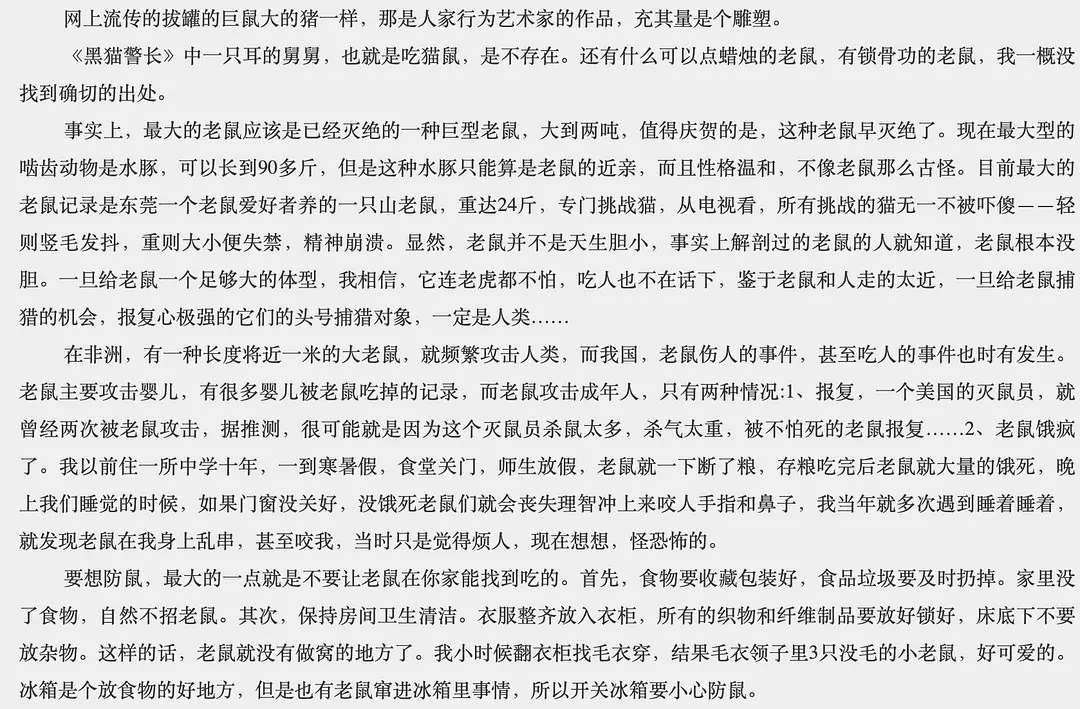 网上流传的拔罐的巨鼠大的猪一样，那是人家行为艺术家的作品，充其量是个雕塑。
《黑猫警长》中一只耳的舅舅，也就是吃猫鼠，是不存在。还有什么可以点蜡烛的老鼠，有锁骨功的老鼠，我一概没
找到确切的出处。
事实上，最大的老鼠应该是已经灭绝的一种巨型老鼠，大到两吨，值得庆贺的是，这种老鼠早灭绝了。现在最大型的
啮齿动物是水豚，可以长到90多斤，但是这种水豚只能算是老鼠的近亲，而且性格温和，不像老鼠那么古怪。目前最大的
老鼠记录是东莞一个老鼠爱好者养的一只山老鼠，重达24斤，专门挑战猫，从电视看，所有挑战的猫无一不被吓傻——轻
则竖毛发抖，重则大小便失禁，精神崩溃。显然，老鼠并不是天生胆小，事实上解剖过的老鼠的人就知道，老鼠根本没
胆。一旦给老鼠一个足够大的体型，我相信，它连老虎都不怕，吃人也不在话下，鉴于老鼠和人走的太近，一旦给老鼠捕
猎的机会，报复心极强的它们的头号捕猎对象，一定是人类……
在非洲，有一种长度将近一米的大老鼠，就频繁攻击人类，而我国，老鼠伤人的事件，甚至吃人的事件也时有发生。
老鼠主要攻击婴儿，有很多婴儿被老鼠吃掉的记录，而老鼠攻击成年人，只有两种情况:1、报复，一个美国的灭鼠员，就
曾经两次被老鼠攻击，据推测，很可能就是因为这个灭鼠员杀鼠太多，杀气太重，被不怕死的老鼠报复……2、老鼠饿疯
了。我以前住一所中学十年，一到寒暑假，食堂关门，师生放假，老鼠就一下断了粮，存粮吃完后老鼠就大量的饿死，晚
上我们睡觉的时候，如果门窗没关好，没饿死老鼠们就会丧失理智冲上来咬人手指和鼻子，我当年就多次遇到睡着睡着，
就发现老鼠在我身上乱串，甚至咬我，当时只是觉得烦人，现在想想，怪恐怖的。
要想防鼠，最大的一点就是不要让老鼠在你家能找到吃的。首先，食物要收藏包装好，食品垃圾要及时扔掉。家里没
了食物，自然不招老鼠。其次，保持房间卫生清洁。衣服整齐放入衣柜，所有的织物和纤维制品要放好锁好，床底下不要
放杂物。这样的话，老鼠就没有做窝的地方了。我小时候翻衣柜找毛衣穿，结果毛衣领子里3只没毛的小老鼠，好可爱的。
冰箱是个放食物的好地方，但是也有老鼠窜进冰箱里事情，所以开关冰箱要小心防鼠。